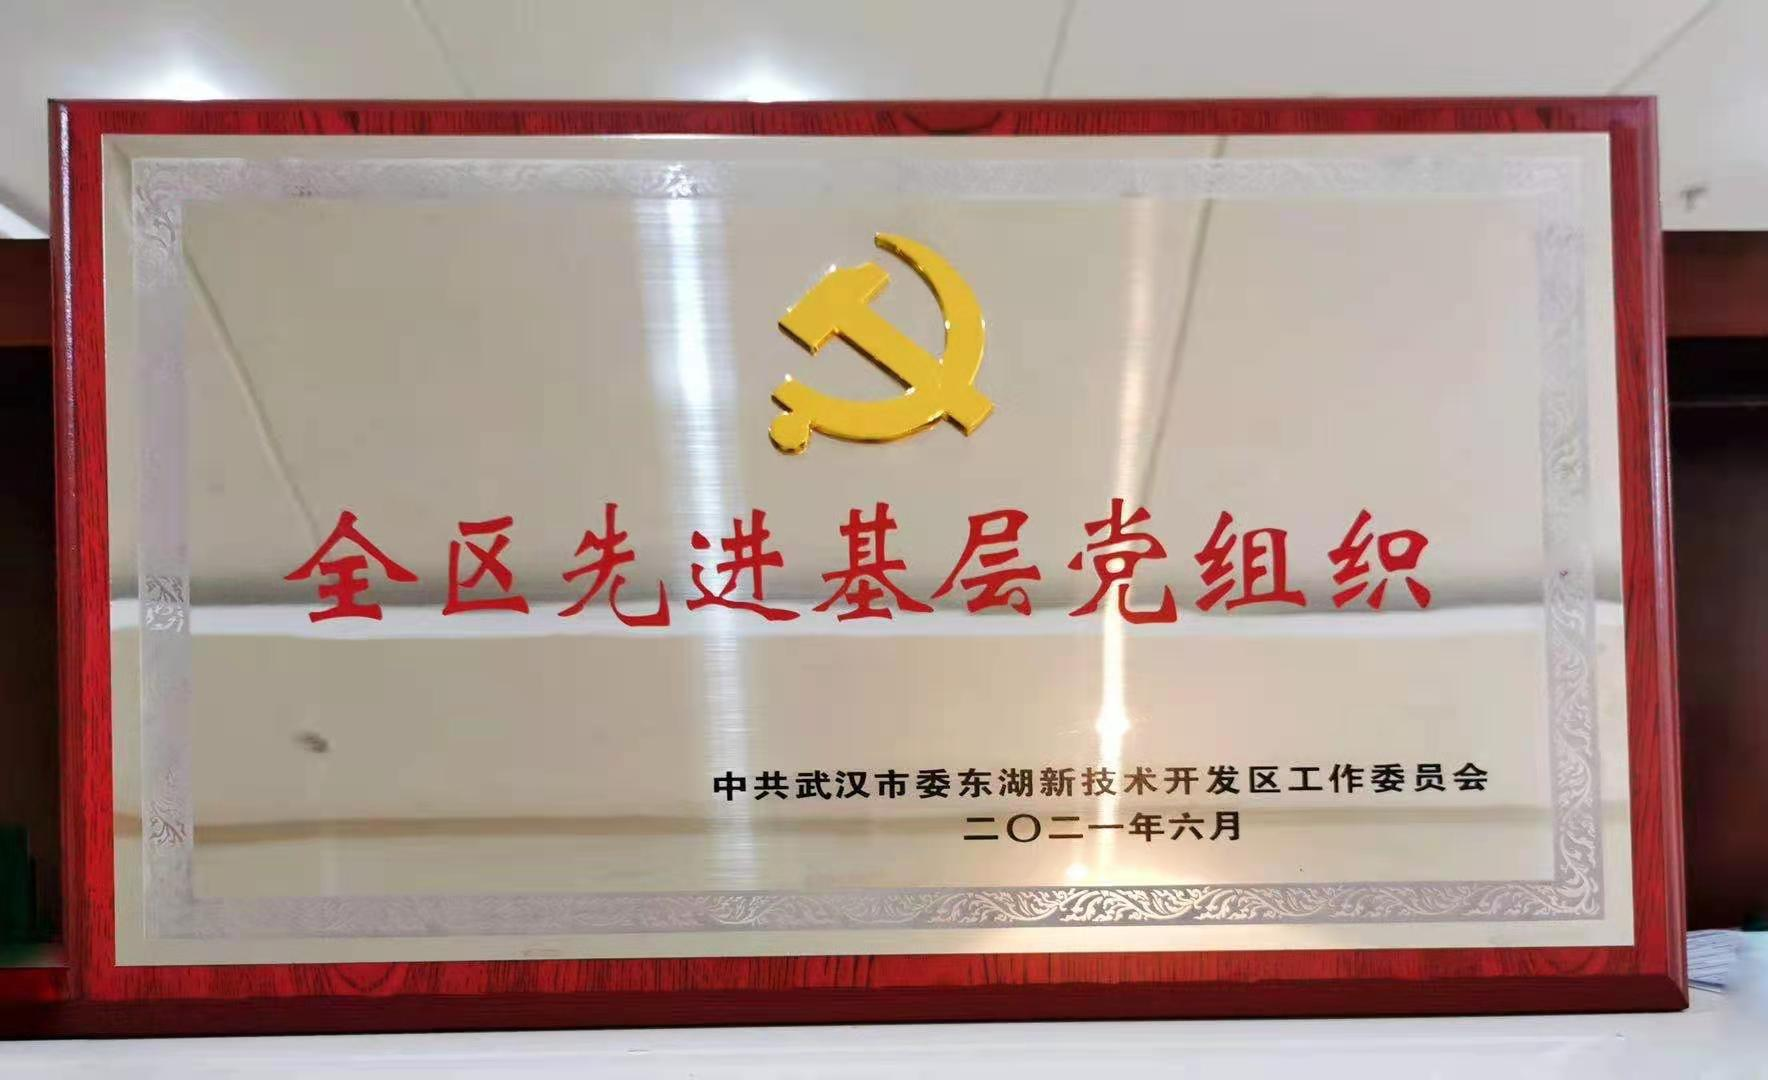 全区先进基层党组织
中共武汉市委东湖新技术开发区工作委员会
二〇二一年六月